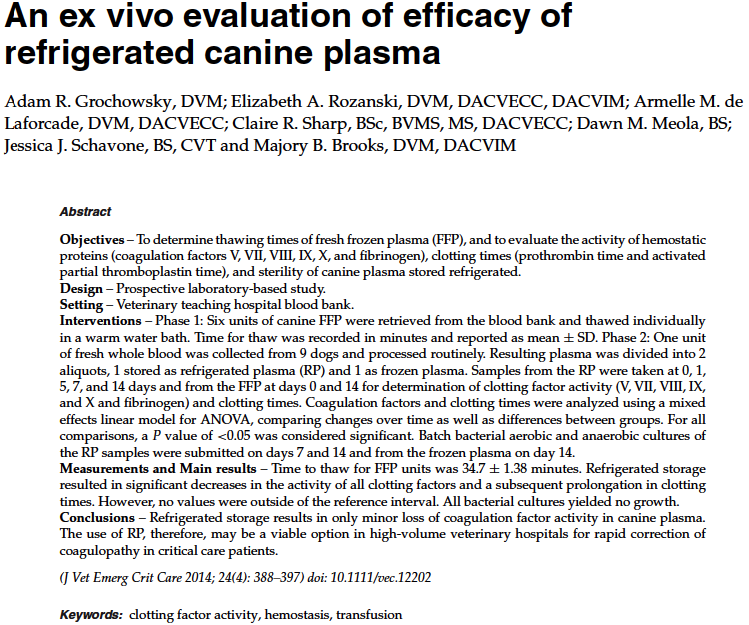 An ex vivo evaluation of efficacy of
refrigerated canine plasma
Adam R. Grochowsky, DVM; Elizabeth A. Rozanski, DVM, DACVECC, DACVIM; Armelle M. de
Laforcade, DVM, DACVECC; Claire R. Sharp, BSc, BVMS, MS, DACVECC; Dawn M. Meola, BS;
Jessica J. Schavone, BS, CVT and Majory B. Brooks, DVM, DACVIM
Abstract
Objectives – To determine thawing times of fresh frozen plasma (FFP), and to evaluate the activity of hemostatic
proteins (coagulation factors V, VII, VIII, IX, X, and fibrinogen), clotting times (prothrombin time and activated
partial thromboplastin time), and sterility of canine plasma stored refrigerated.
Design – Prospective laboratory-based study.
Setting – Veterinary teaching hospital blood bank.
Interventions – Phase 1: Six units of canine FFP were retrieved from the blood bank and thawed individually
in a warm water bath. Time for thaw was recorded in minutes and reported as mean ± SD. Phase 2: One unit
of fresh whole blood was collected from 9 dogs and processed routinely. Resulting plasma was divided into 2
aliquots, 1 stored as refrigerated plasma (RP) and 1 as frozen plasma. Samples from the RP were taken at 0, 1,
5, 7, and 14 days and from the FFP at days 0 and 14 for determination of clotting factor activity (V, VII, VIII, IX,
and X and fibrinogen) and clotting times. Coagulation factors and clotting times were analyzed using a mixed
effects linear model for ANOVA, comparing changes over time as well as differences between groups. For all
comparisons, a P value of <0.05 was considered significant. Batch bacterial aerobic and anaerobic cultures of
the RP samples were submitted on days 7 and 14 and from the frozen plasma on day 14.
Measurements and Main results – Time to thaw for FFP units was 34.7 ± 1.38 minutes. Refrigerated storage
resulted in significant decreases in the activity of all clotting factors and a subsequent prolongation in clotting
times. However, no values were outside of the reference interval. All bacterial cultures yielded no growth.
Conclusions – Refrigerated storage results in only minor loss of coagulation factor activity in canine plasma.
The use of RP, therefore, may be a viable option in high-volume veterinary hospitals for rapid correction of
coagulopathy in critical care patients.
(J Vet Emerg Crit Care 2014; 24(4): 388–397) doi: 10.1111/vec.12202
Keywords: clotting factor activity, hemostasis, transfusion